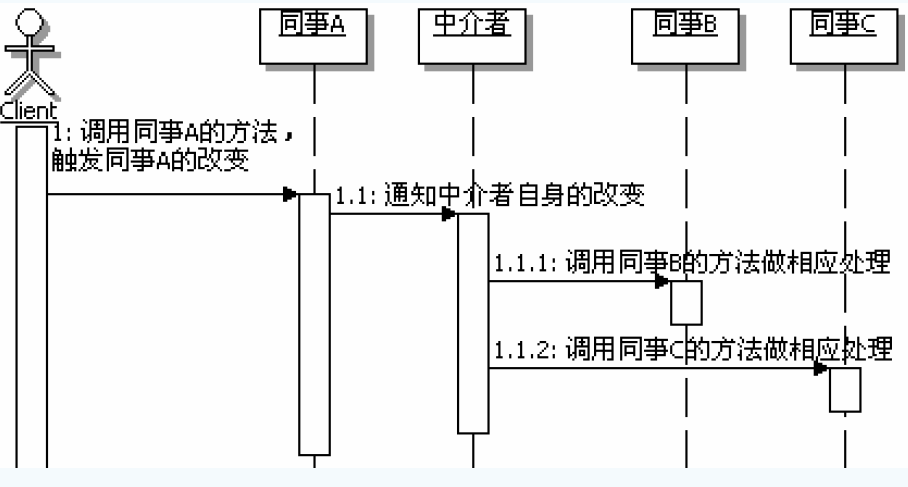 同事A
中介者
同事B
同事C
Client
1: 调用同事A的方法，
触发同事A的改变
1.1: 通知中介者自身的改变
1.1.1: 调用同事B的方法做相应处理
1.1.2: 调用同事C的方法做相应处理